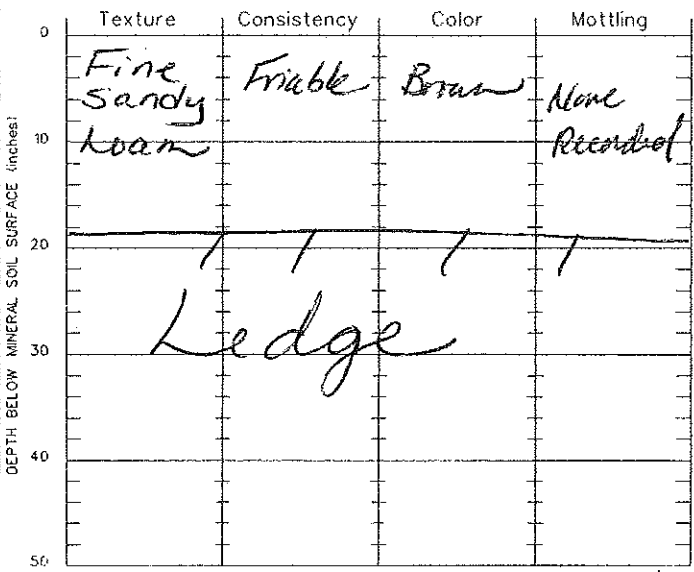 Texture Consistency Color Mottling
0
Fine Friable Brown
Sandy None
Loam Recorded
10
20
Ledge
30
40
50
DEPTH BELOW MINERAL SOIL SURFACE (inches)